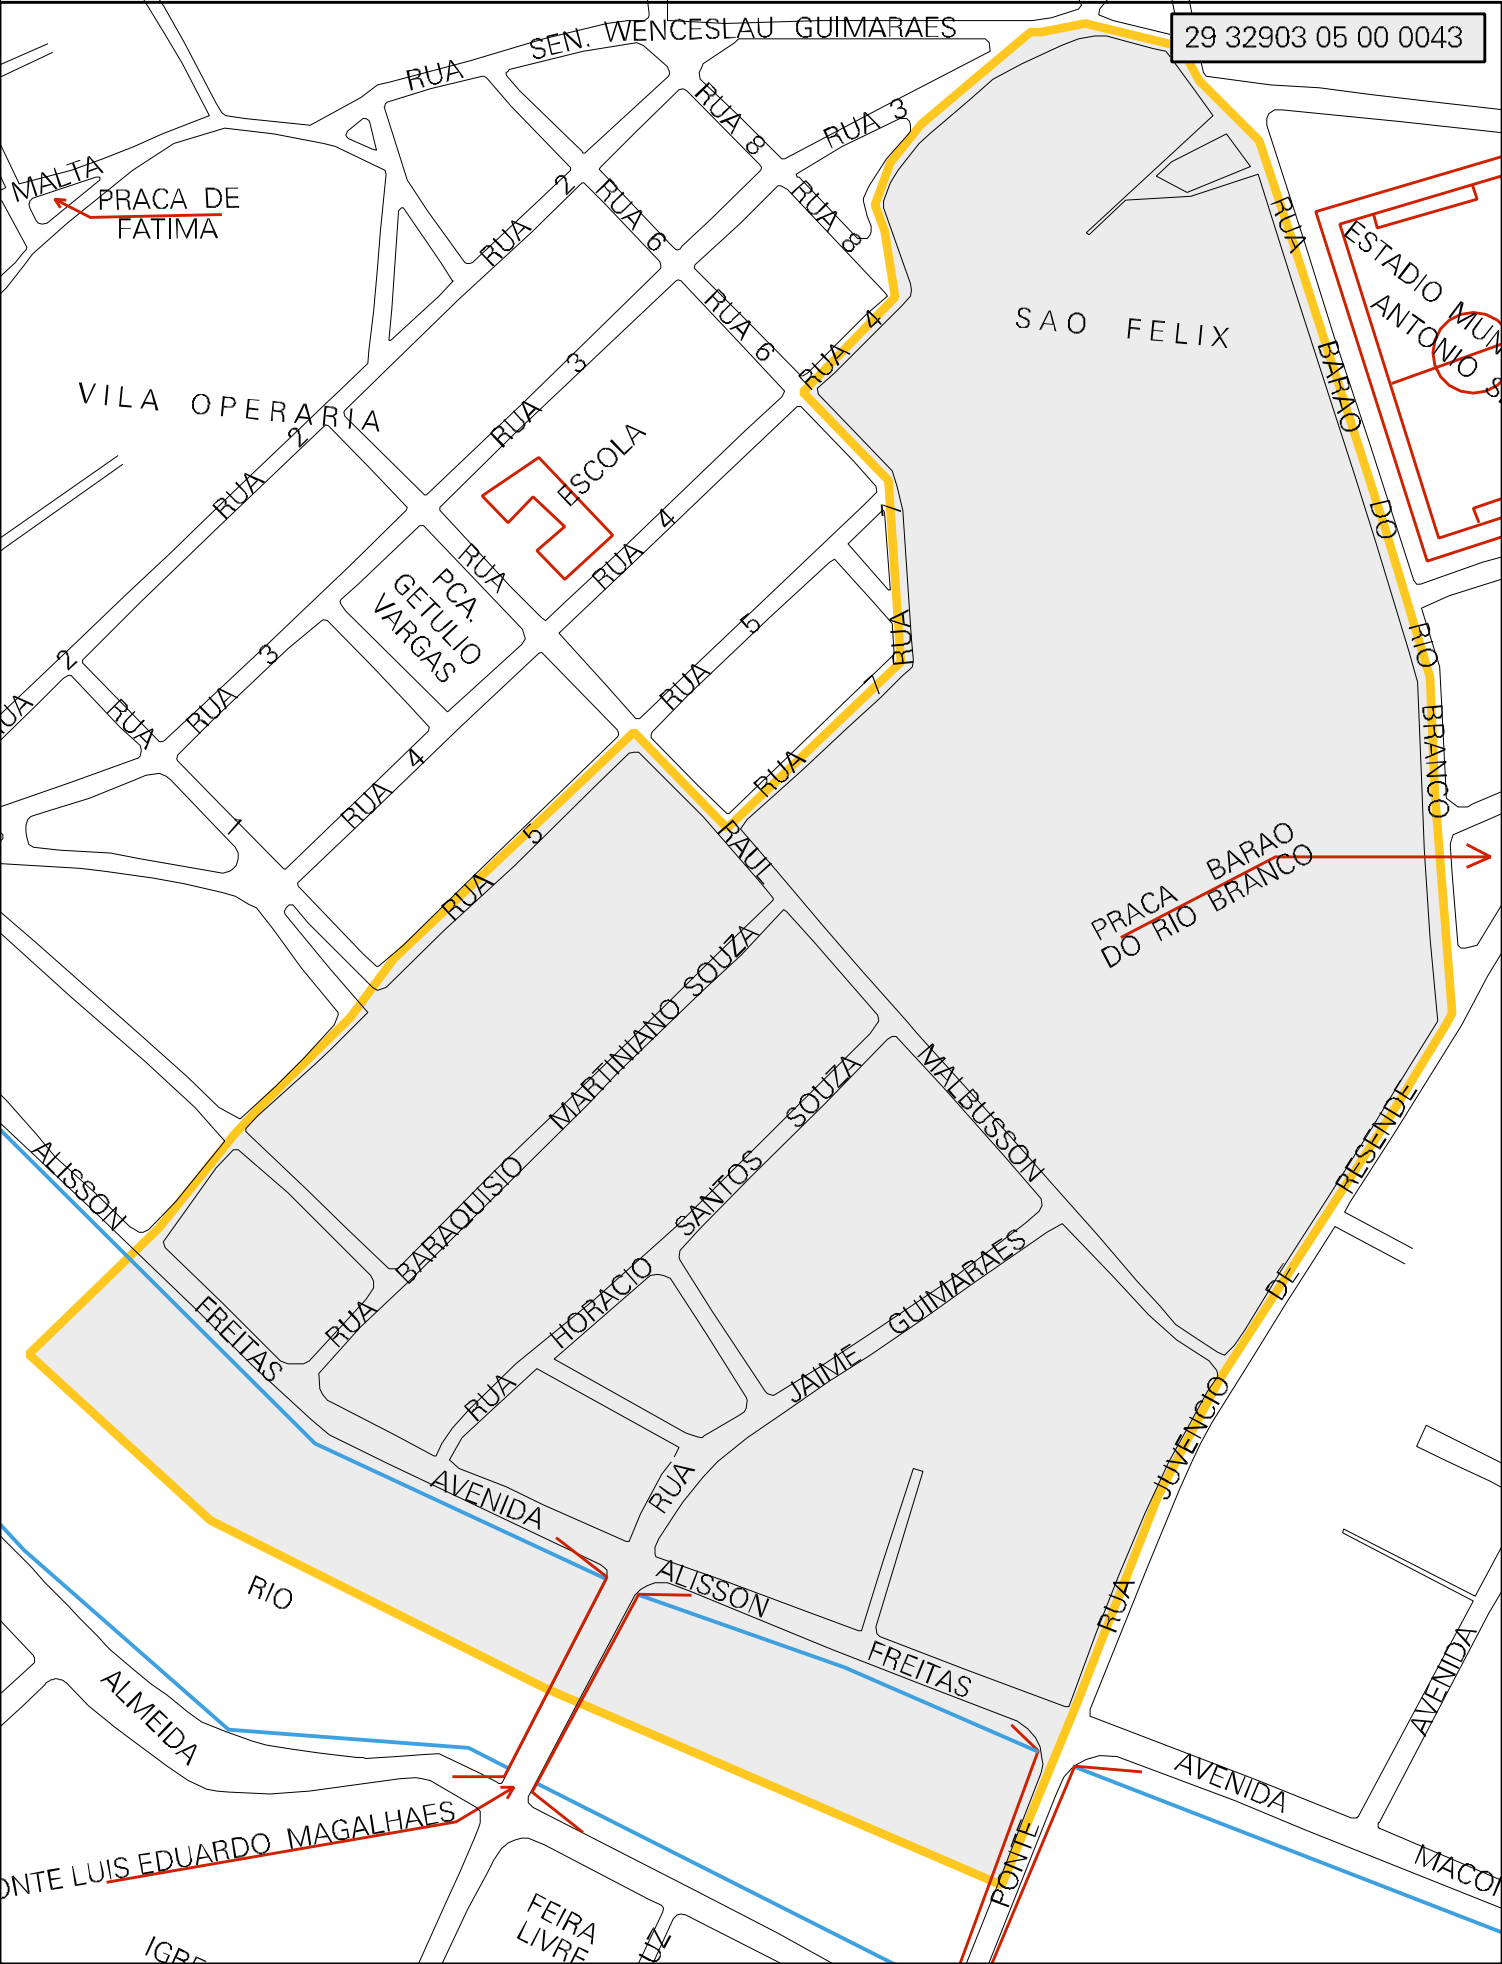 29 32903 05 00 0043
RUA SEN. WENCESLAU GUIMARAES
MALTA
PRACA DE
FATIMA
RUA 8
RUA 3
RUA 2
RUA 6
RUA 8
RUA
ESTADIO
ANTONIO
SAO FELIX
RUA 6
RUA 4
BARAO
VILA OPERARIA
RUA 3
RUA 2
ESCOLA
RUA 4
DO
7
RUA
PCA.
GETULIO
VARGAS
RUA 5
RUA
RIO
2
RUA 3
RUA
RUA 7
BRANCO
RUA 4
RUA
1
RUA 5
RAUL
PRACA BARAO
DO RIO BRANCO
RUA BARAQUISIO MARTINIANO SOUZA
MALBUSSON
RUA HORACIO SANTOS SOUZA
RUA JAIME GUIMARAES
RUA JUVENCIO DE RESENDE
ALISSON
FREITAS
AVENIDA
ALISSON
FREITAS
RIO
ALMEIDA
AVENIDA
AVENIDA
PONTE
LUIS EDUARDO MAGALHAES
FEIRA
LIVRE